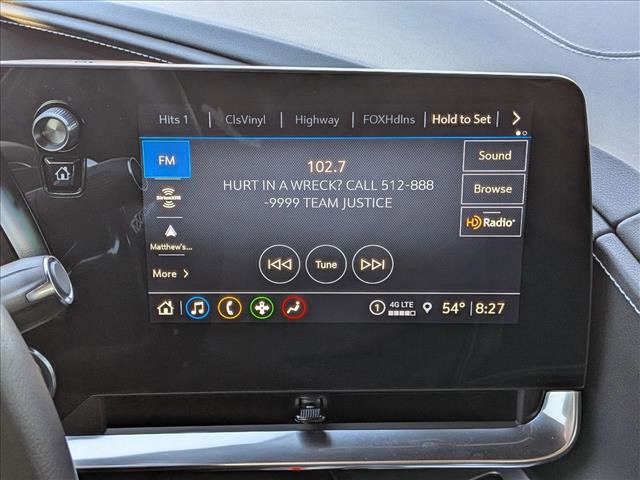 Hits 1 ClsVinyl Highway FOXHdlns Hold to Set
FM
102.7
Sound
HURT IN A WRECK? CALL 512-888
-9999 TEAM JUSTICE
Browse
SiriusXM
HD Radio
Matthew's...
Tune
More
1 4G LTE 54° 8:27